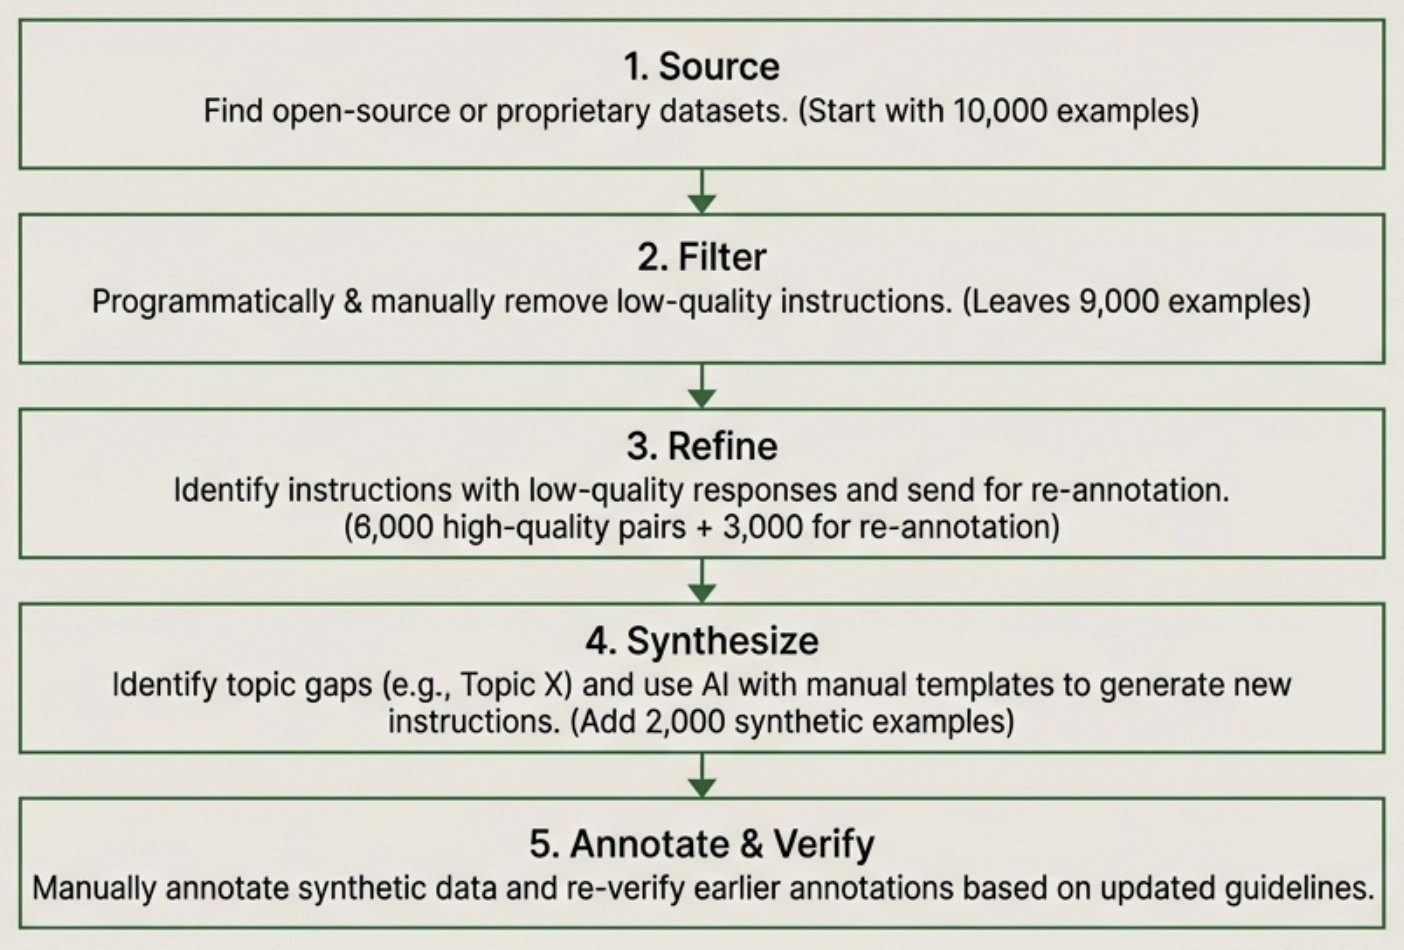 1. Source
Find open-source or proprietary datasets. (Start with 10,000 examples)
2. Filter
Programmatically & manually remove low-quality instructions. (Leaves 9,000 examples)
3. Refine
Identify instructions with low-quality responses and send for re-annotation.
(6,000 high-quality pairs + 3,000 for re-annotation)
4. Synthesize
Identify topic gaps (e.g., Topic X) and use AI with manual templates to generate new
instructions. (Add 2,000 synthetic examples)
5. Annotate & Verify
Manually annotate synthetic data and re-verify earlier annotations based on updated guidelines.